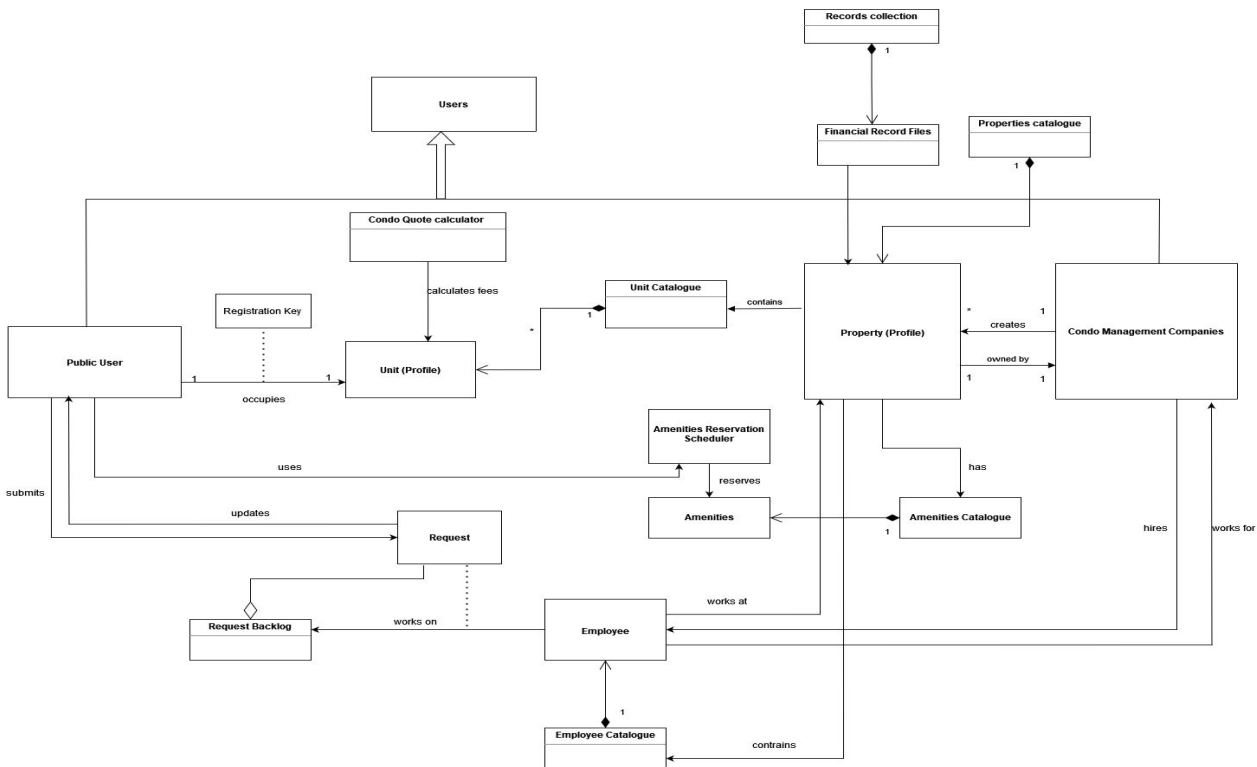 Records collection
1
Users
Financial Record Files
Properties catalogue
1
Condo Quote calculator
calculates fees
Unit Catalogue
1
*
contains
Property (Profile)
*
1
creates
owned by
1
1
Condo Management Companies
Registration Key
Public User
1
1
occupies
Unit (Profile)
Amenities Reservation
Scheduler
uses
reserves
has
submits
updates
Request
Amenities
1
Amenities Catalogue
hires
works for
works at
Request Backlog
works on
Employee
1
Employee Catalogue
contrains